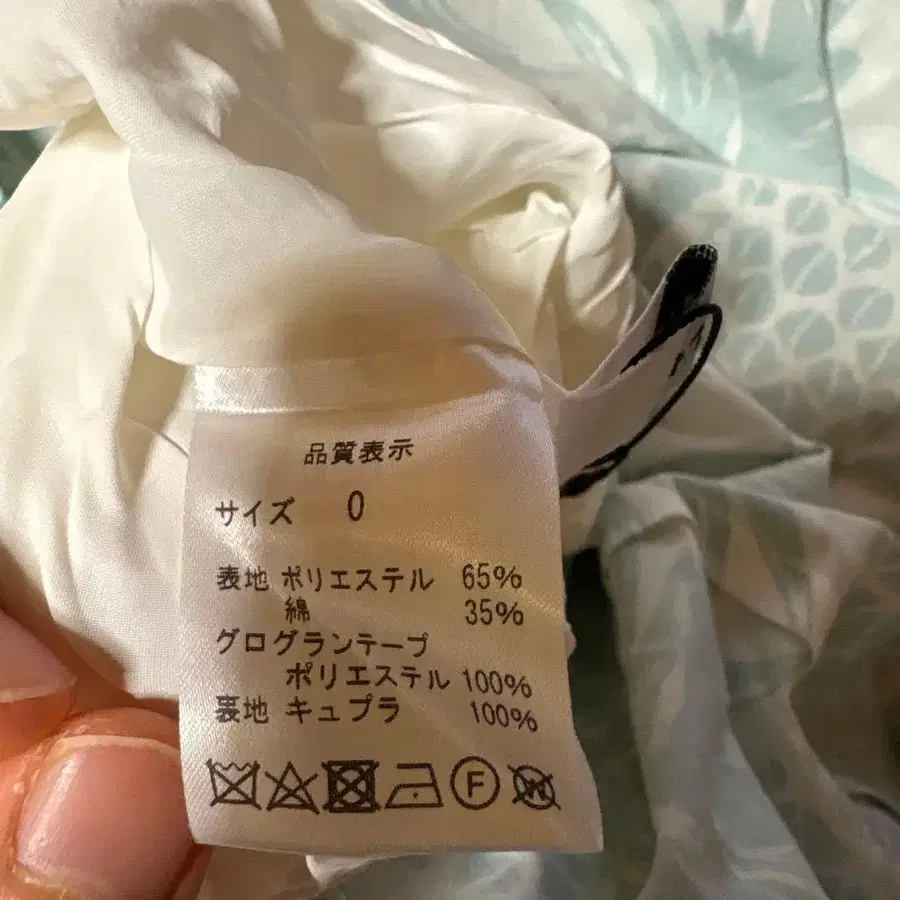 品質表示
サイズ 0
表地 ポリエステル 65%
綿 35%
グログランテープ
ポリエステル 100%
裏地 キュプラ 100%
F W